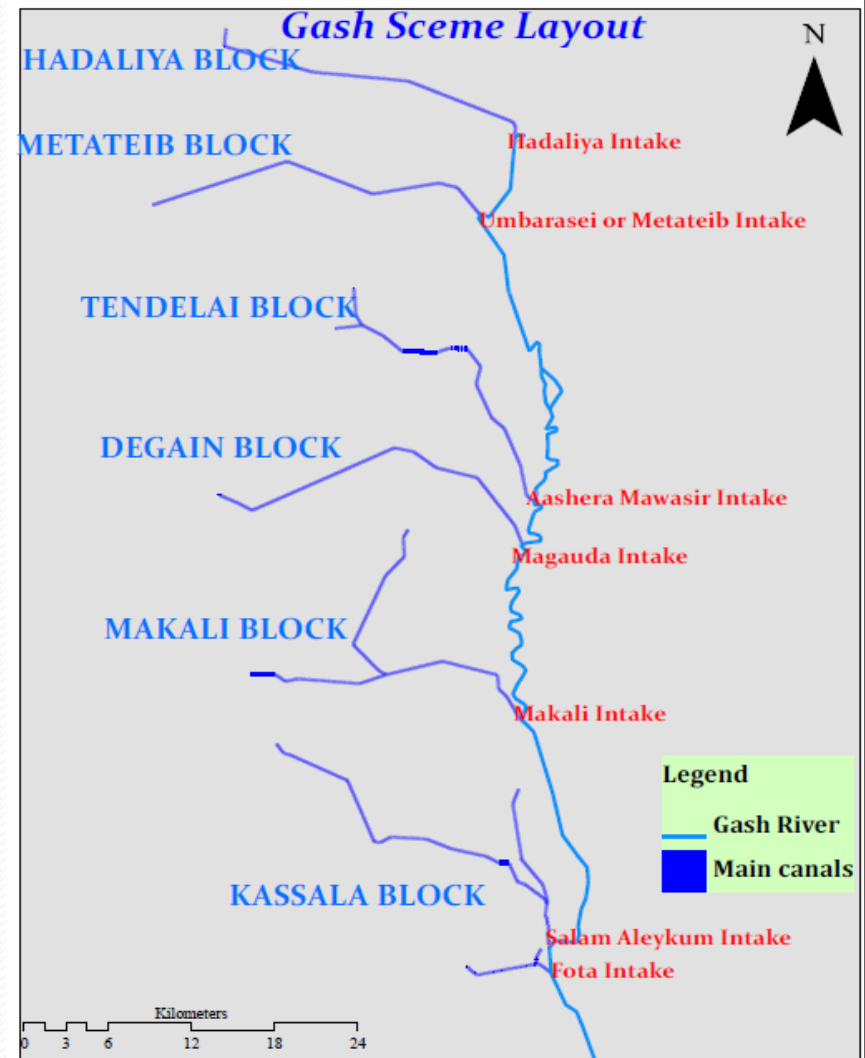 Gash Sceme Layout
N
HADALIYA BLOCK
Hadaliya Intake
METATEIB BLOCK
Umbarasei or Metateib Intake
TENDELAI BLOCK
DEGAIN BLOCK
Aashera Mawasir Intake
Magauda Intake
MAKALI BLOCK
Makali Intake
Legend
Gash River
Main canals
KASSALA BLOCK
Salam Aleykum Intake
Fota Intake
Kilometers
0 3 6 12 18 24